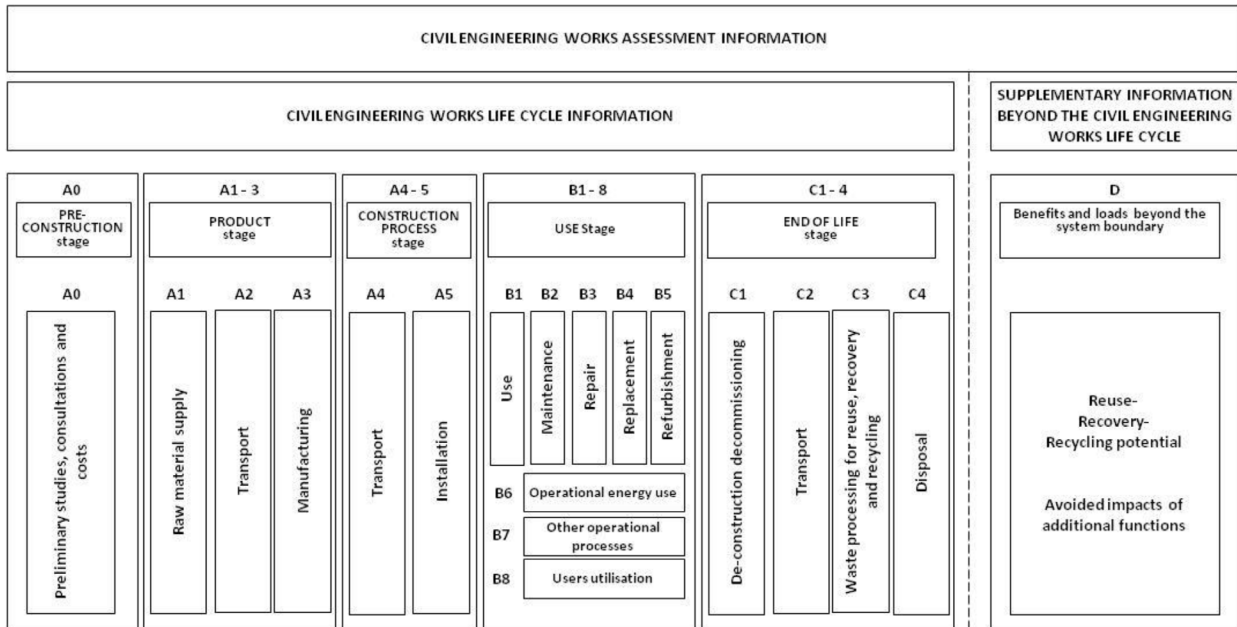 CIVIL ENGINEERING WORKS ASSESSMENT INFORMATION
CIVIL ENGINEERING WORKS LIFE CYCLE INFORMATION
SUPPLEMENTARY INFORMATION
BEYOND THE CIVIL ENGINEERING
WORKS LIFE CYCLE
A0
PRE-
CONSTRUCTION
stage
A1 - 3
PRODUCT
stage
A4 - 5
CONSTRUCTION
PROCESS
stage
B1 - 8
USE Stage
C1 - 4
END OF LIFE
stage
D
Benefits and loads beyond the
system boundary
A0
Preliminary studies, consultations and
costs
A1
Raw material supply
A2
Transport
A3
Manufacturing
A4
Transport
A5
Installation
B1
Use
B2
Maintenance
B3
Repair
B4
Replacement
B5
Refurbishment
B6
Operational energy use
B7
Other operational
processes
B8
Users utilisation
C1
De-construction decommissioning
C2
Transport
C3
Waste processing for reuse, recovery
and recycling
C4
Disposal
Reuse-
Recovery-
Recycling potential
Avoided impacts of
additional functions